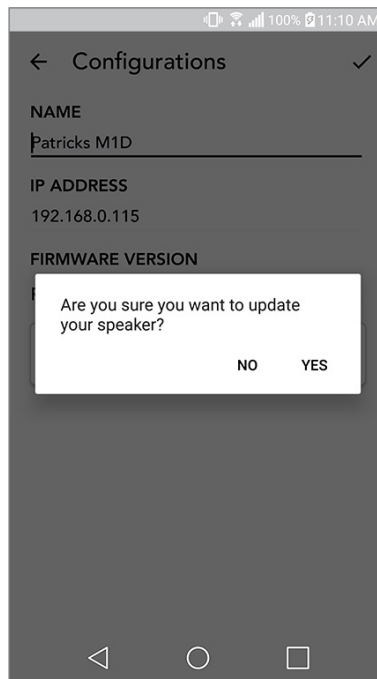 100% 11:10 AM
Configurations
NAME
Patricks M1D
IP ADDRESS
192.168.0.115
FIRMWARE VERSION
Are you sure you want to update
your speaker?
NO YES